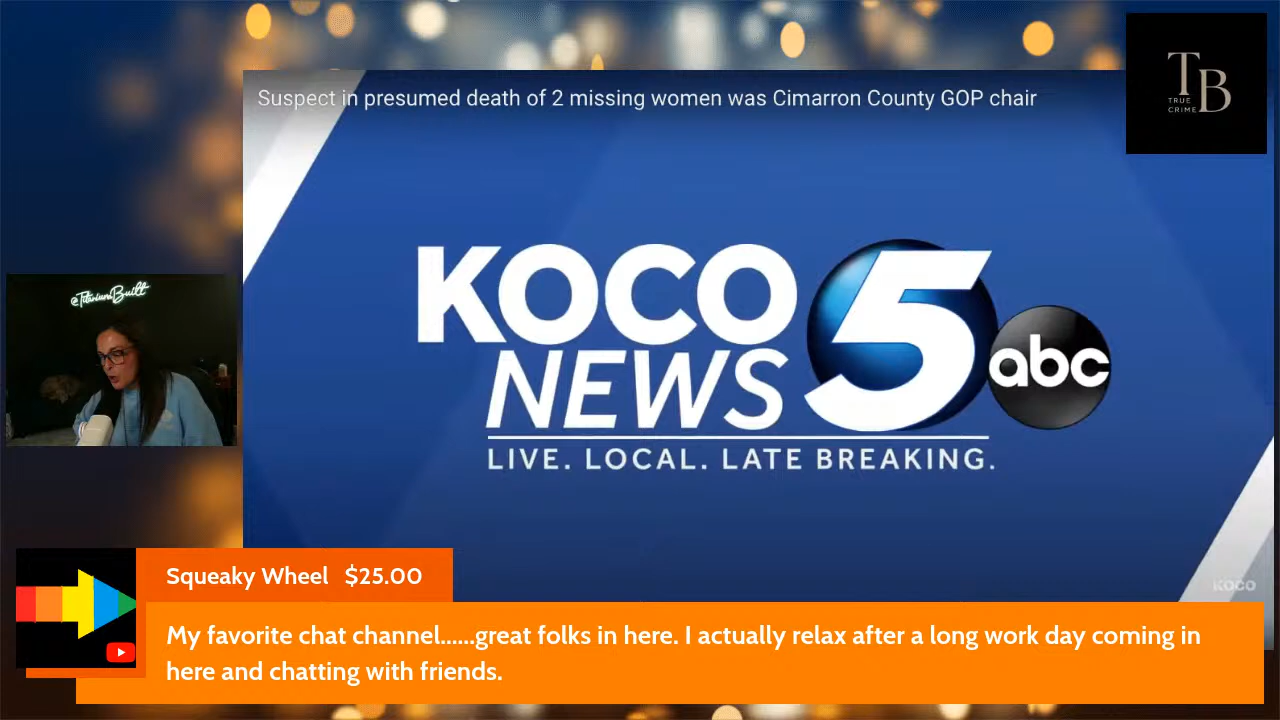 Suspect in presumed death of 2 missing women was Cimarron County GOP chair
TB
TRUE
CRIME
KOCO 5
NEWS
abc
LIVE. LOCAL. LATE BREAKING.
@TitaniumBuilt
KOCO
Squeaky Wheel $25.00
My favorite chat channel......great folks in here. I actually relax after a long work day coming in
here and chatting with friends.